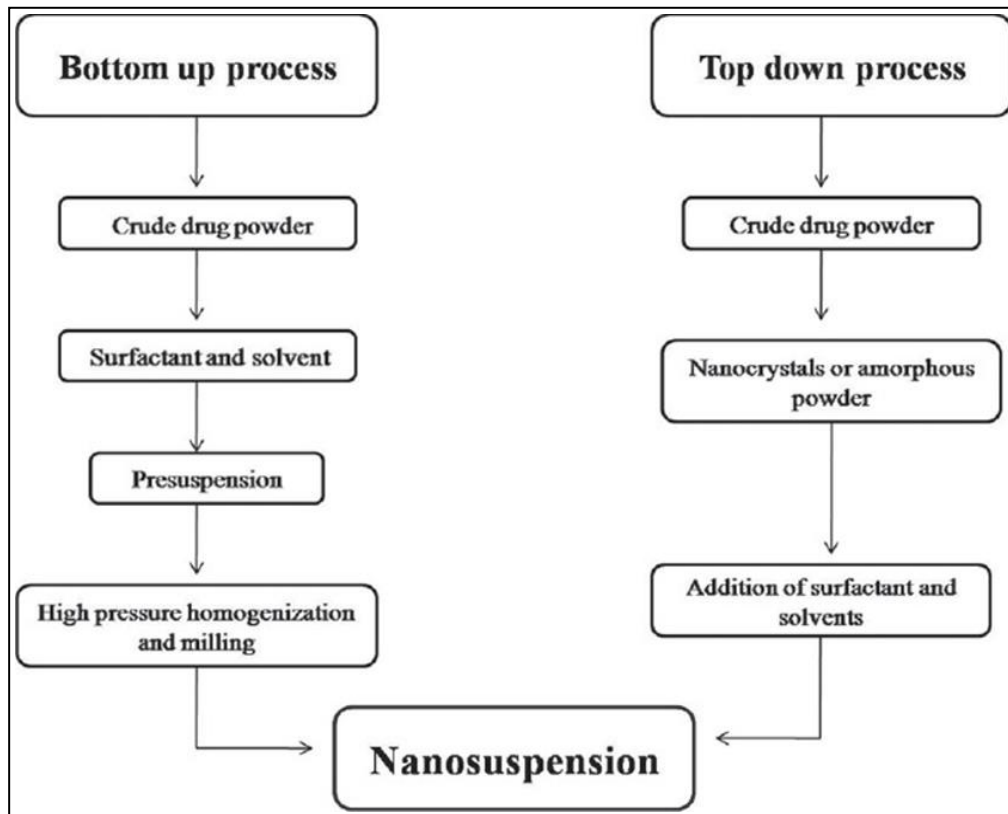 Bottom up process
Crude drug powder
Surfactant and solvent
Presuspension
High pressure homogenization
and milling
Top down process
Crude drug powder
Nanocrystals or amorphous
powder
Addition of surfactant and
solvents
Nanosuspension